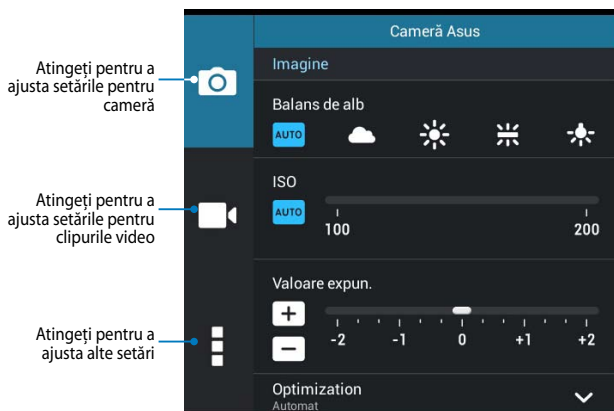 Atingeți pentru a
ajusta setările pentru
cameră
Atingeți pentru a
ajusta setările pentru
clipurile video
Atingeți pentru a
ajusta alte setări
Cameră Asus
Imagine
Balans de alb
AUTO
ISO
AUTO
100 200
Valoare expun.
+
-2 -1 0 +1 +2
−
Optimization
Automat